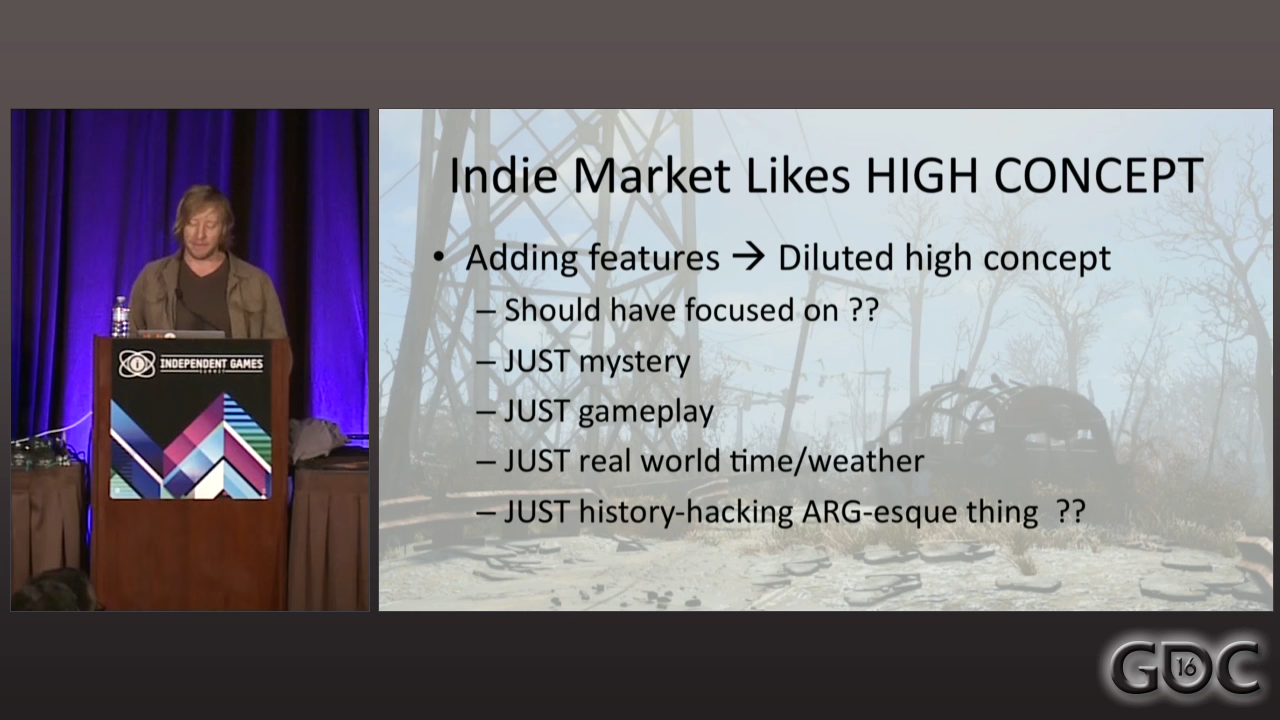 Indie Market Likes HIGH CONCEPT
• Adding features → Diluted high concept
– Should have focused on ??
– JUST mystery
– JUST gameplay
– JUST real world time/weather
– JUST history-hacking ARG-esque thing ??
INDEPENDENT GAMES
SUMMIT
GDC
16